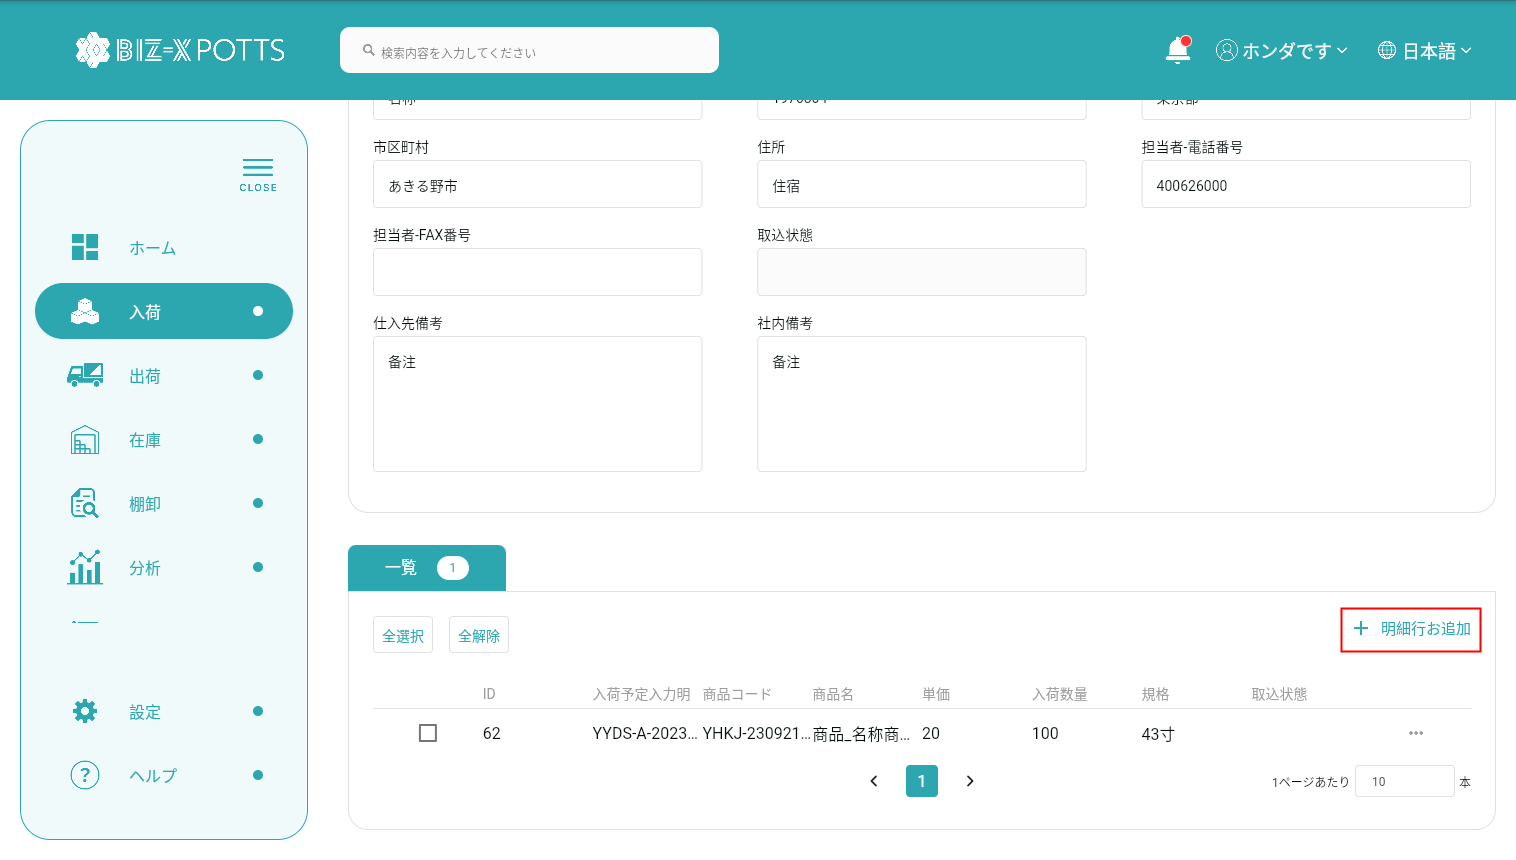 BIZ-X POTTS
検索内容を入力してください
ホンダです
日本語
CLOSE
ホーム
入荷
出荷
在庫
棚卸
分析
設定
ヘルプ
市区町村
住所
担当者-電話番号
あきる野市
住宿
400626000
担当者-FAX番号
取込状態
仕入先備考
社内備考
备注
备注
一覧 1
全選択
全解除
明細行お追加
ID 入荷予定入力明 商品コード 商品名 単価 入荷数量 規格 取込状態
62 YYDS-A-2023... YHKJ-230921... 商品_名称商... 20 100 43寸
1
1ページあたり 10 本